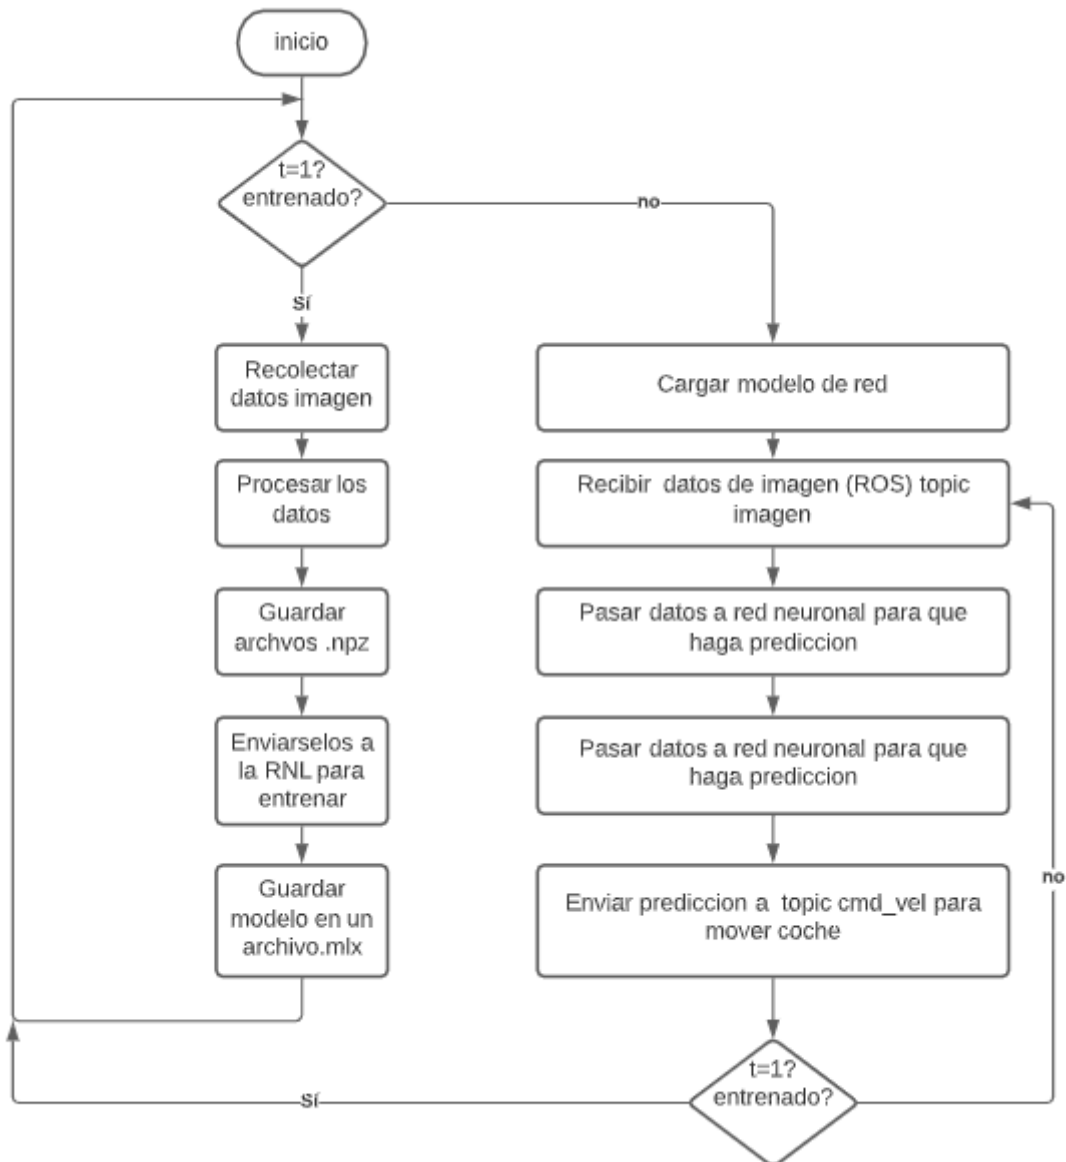 inicio
t=1?
entrenado?
no
Sí
Recolectar
datos imagen
Procesar los
datos
Guardar
archvos .npz
Enviarselos a
la RNL para
entrenar
Guardar
modelo en un
archivo.mlx
Cargar modelo de red
Recibir datos de imagen (ROS) topic
imagen
Pasar datos a red neuronal para que
haga prediccion
Pasar datos a red neuronal para que
haga prediccion
Enviar prediccion a topic cmd_vel para
mover coche
no
t=1?
entrenado?
Sí